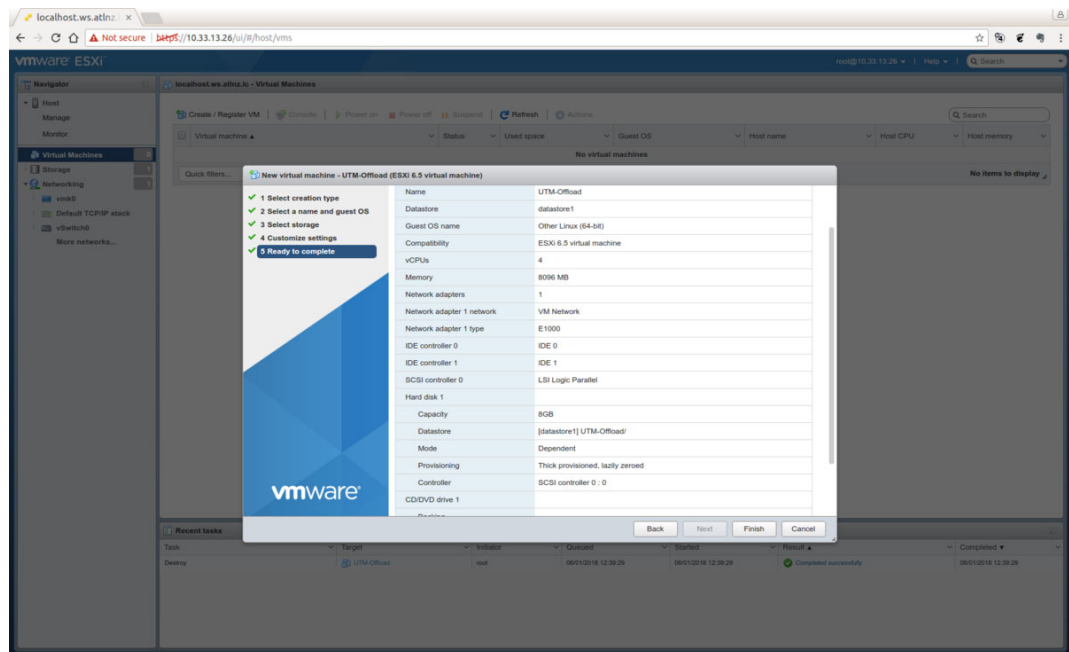 localhost.ws.atlnz.l
Not secure | https://10.33.13.26/ui/#/host/vms
vmware ESXi
root@10.33.13.26 | Help | Search
Navigator
localhost.ws.atlnz.lc - Virtual Machines
Host
Manage
Monitor
Virtual Machines 0
Storage 1
Networking 1
vmk0
Default TCP/IP stack
vSwitch0
More networks...
Create / Register VM | Console | Power on Power off Suspend | Refresh | Actions
Search
Virtual machine Status Used space Guest OS Host name Host CPU Host memory
No virtual machines
Quick filters...
No items to display
New virtual machine - UTM-Offload (ESXi 6.5 virtual machine)
1 Select creation type
2 Select a name and guest OS
3 Select storage
4 Customize settings
5 Ready to complete
vmware
Name UTM-Offload
Datastore datastore1
Guest OS name Other Linux (64-bit)
Compatibility ESXi 6.5 virtual machine
vCPUs 4
Memory 8096 MB
Network adapters 1
Network adapter 1 network VM Network
Network adapter 1 type E1000
IDE controller 0 IDE 0
IDE controller 1 IDE 1
SCSI controller 0 LSI Logic Parallel
Hard disk 1
Capacity 8GB
Datastore [datastore1] UTM-Offload/
Mode Dependent
Provisioning Thick provisioned, lazily zeroed
Controller SCSI controller 0 : 0
CD/DVD drive 1
Back Next Finish Cancel
Recent tasks
Task Target Initiator Queued Started Result Completed
Destroy UTM-Offload root 06/01/2018 12:39:29 06/01/2018 12:39:29 Completed successfully 06/01/2018 12:39:29